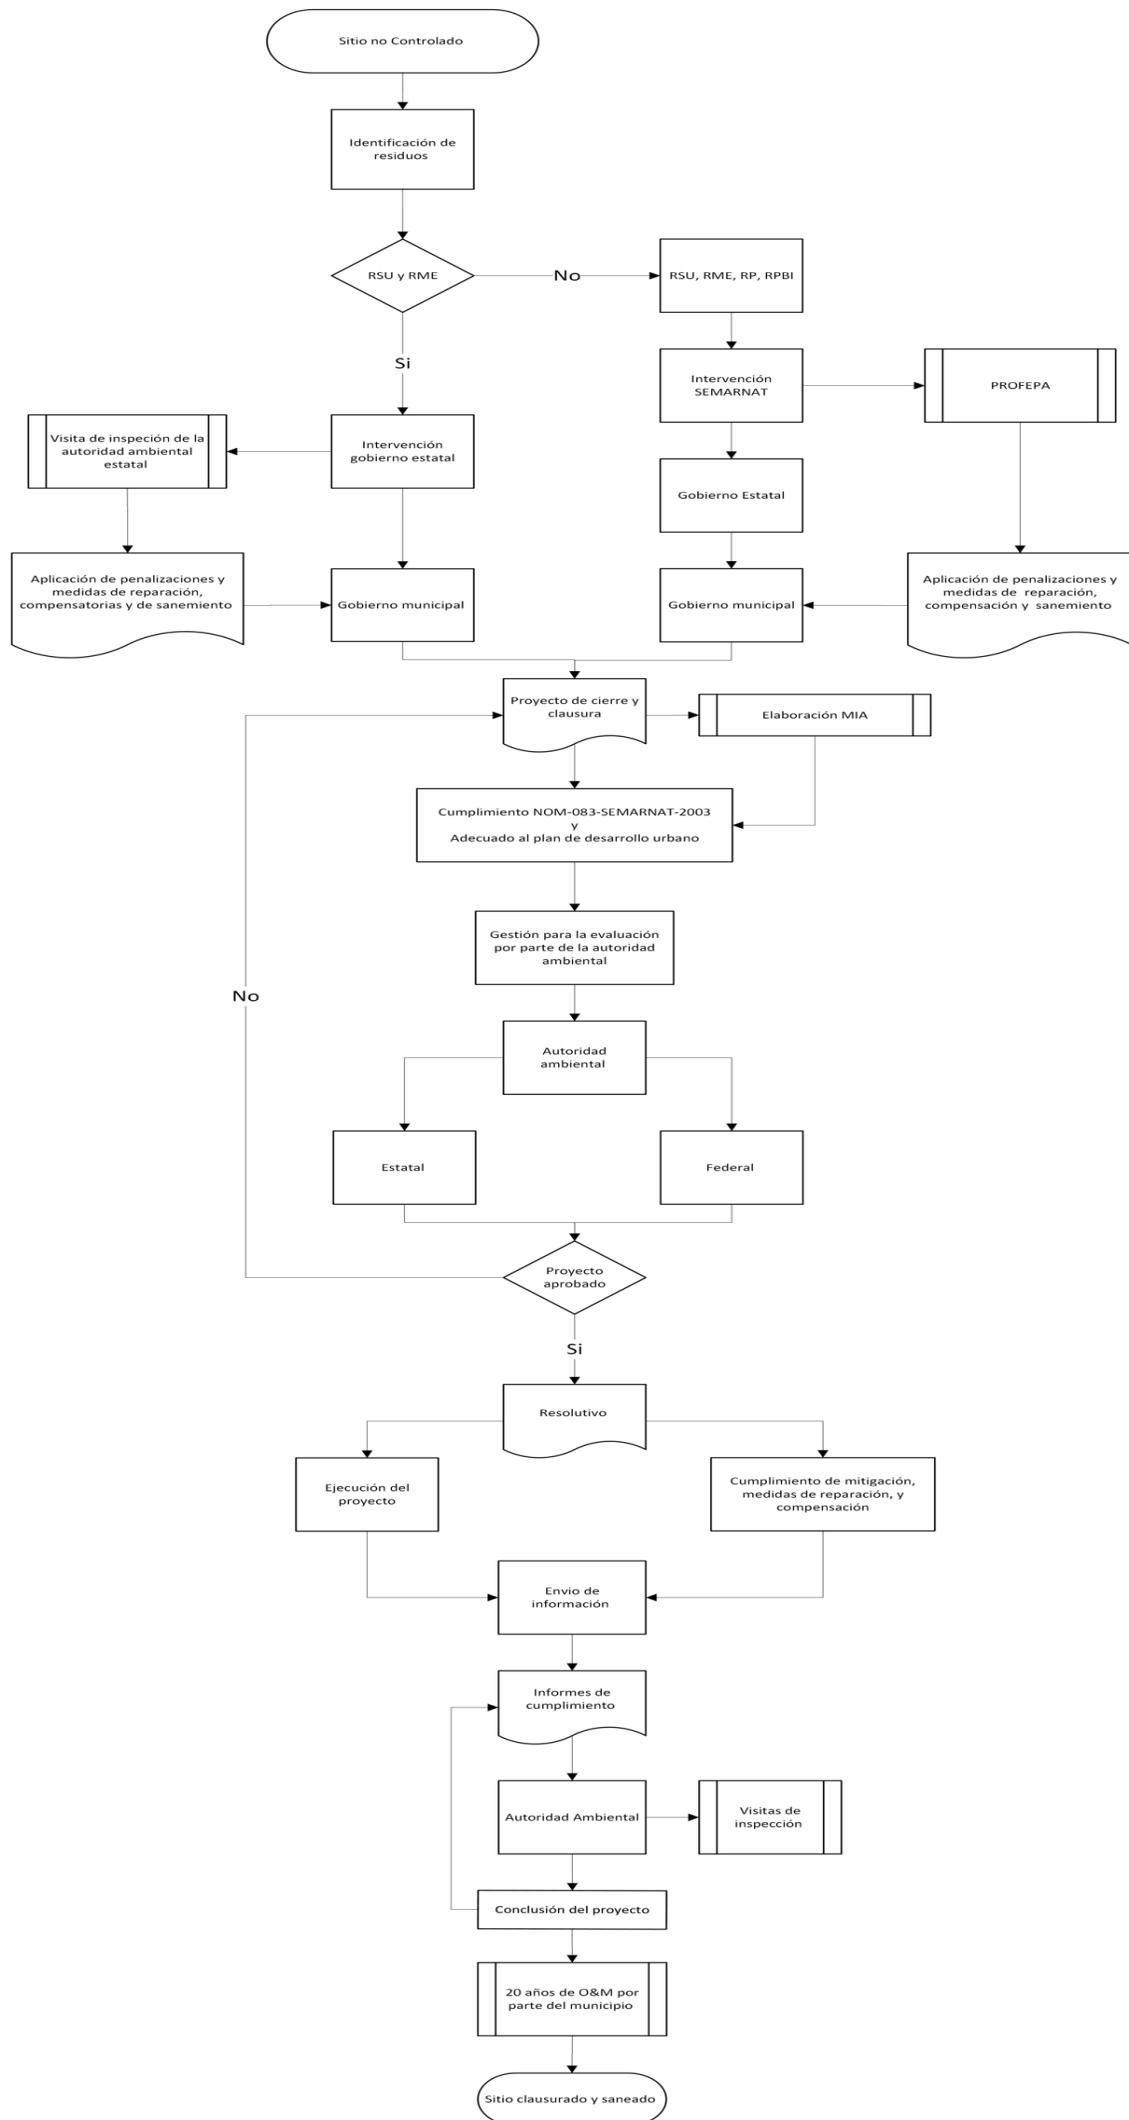 Sitio no Controlado
Identificación de
residuos
RSU y RME
No
RSU, RME, RP, RPBI
Si
Intervención
SEMARNAT
PROFEPA
Visita de inspeción de la
autoridad ambiental
estatal
Intervención
gobierno estatal
Gobierno Estatal
Aplicación de penalizaciones y
medidas de reparación,
compensatorias y de sanemiento
Gobierno municipal
Gobierno municipal
Aplicación de penalizaciones y
medidas de reparación,
compensación y sanemiento
Proyecto de cierre y
clausura
Elaboración MIA
Cumplimiento NOM-083-SEMARNAT-2003
y
Adecuado al plan de desarrollo urbano
Gestión para la evaluación
por parte de la autoridad
ambiental
No
Autoridad
ambiental
Estatal
Federal
Proyecto
aprobado
Si
Resolutivo
Ejecución del
proyecto
Cumplimiento de mitigación,
medidas de reparación, y
compensación
Envio de
información
Informes de
cumplimiento
Autoridad Ambiental
Visitas de
inspección
Conclusión del proyecto
20 años de O&M por
parte del municipio
Sitio clausurado y saneado